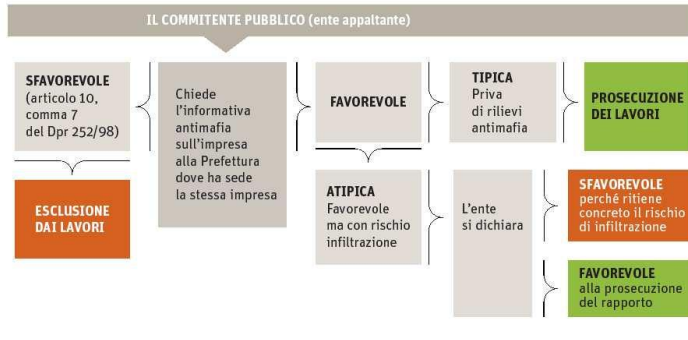 IL COMMITENTE PUBBLICO (ente appaltante)
SFAVOREVOLE
(articolo 10,
comma 7
del Dpr 252/98)
ESCLUSIONE
DAI LAVORI
Chiede
l'informativa
antimafia
sull'impresa
alla Prefettura
dove ha sede
la stessa impresa
FAVOREVOLE
TIPICA
Priva
di rilievi
antimafia
PROSECUZIONE
DEI LAVORI
ATIPICA
Favorevole
ma con rischio
infiltrazione
L'ente
si dichiara
SFAVOREVOLE
perché ritiene
concreto il rischio
di infiltrazione
FAVOREVOLE
alla prosecuzione
del rapporto